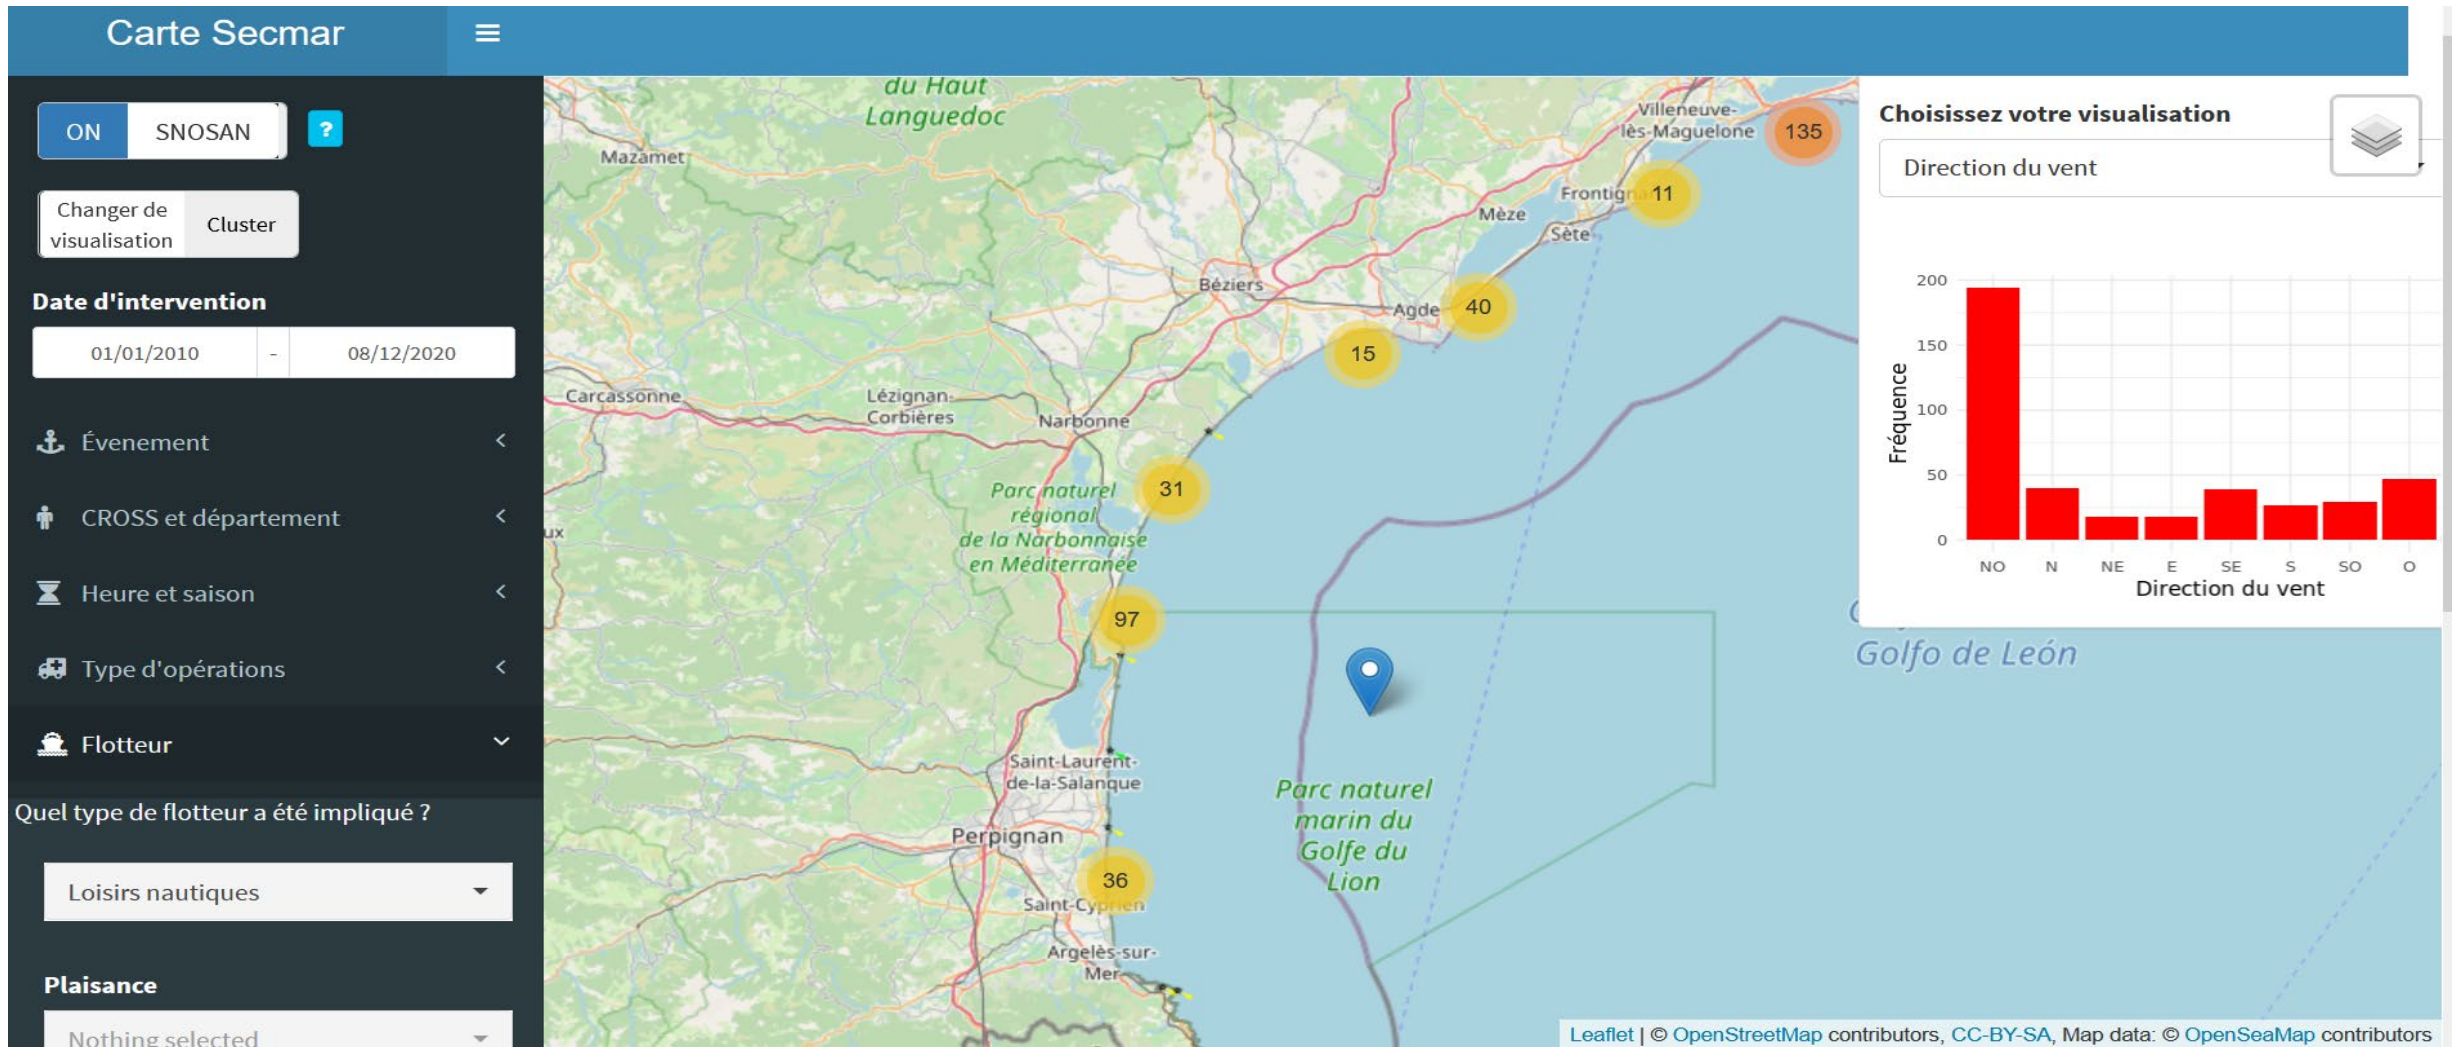 Carte Secmar
ON SNOSAN ?
Changer de
visualisation
Cluster
Date d'intervention
01/01/2010 - 08/12/2020
Évenement
CROSS et département
Heure et saison
Type d'opérations
Flotteur
Quel type de flotteur a été impliqué ?
Loisirs nautiques
Plaisance
Nothing selected
du Haut
Languedoc
Mazamet
Villeneuve-
lès-Maguelone
135
11
Mèze
Sète
Béziers
Agde
40
15
Carcassonne
Lézignan-
Corbières
Narbonne
31
Parc naturel
régional
de la Narbonnaise
en Méditerranée
ux
97
Saint-Laurent-
de-la-Salanque
Perpignan
36
Saint-Cyprien
Argelès-sur-
Mer
Parc naturel
marin du
Golfe du
Lion
Golfo de León
Choisissez votre visualisation
Direction du vent
Fréquence
200
150
100
50
0
NO N NE E SE S SO O
Direction du vent
Leaflet | © OpenStreetMap contributors, CC-BY-SA, Map data: © OpenSeaMap contributors